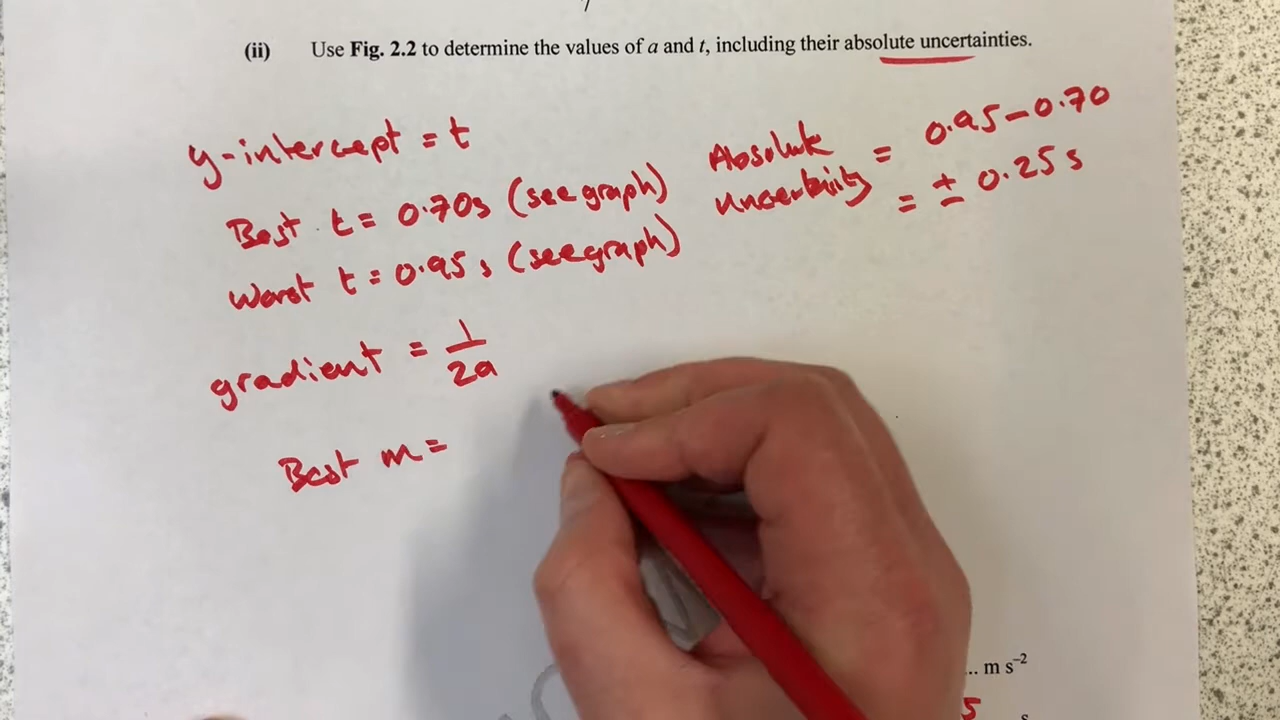 (ii) Use Fig. 2.2 to determine the values of a and t, including their absolute uncertainties.
y-intercept = t
Best t = 0.70s (see graph)
Worst t = 0.95 s (see graph)
Absolute uncertainty = 0.95 - 0.70
= ± 0.25 s
gradient = 1/2a
Best m =
... m s⁻²
5
s